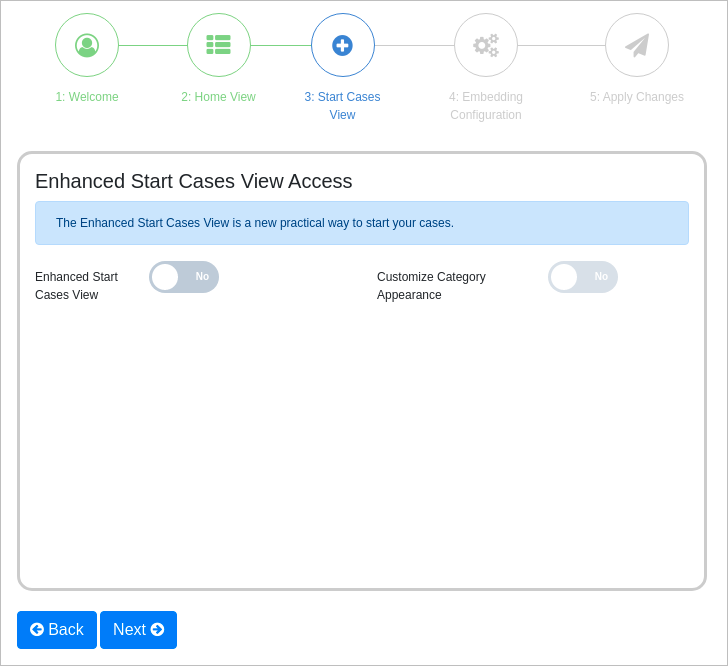 1: Welcome
2: Home View
3: Start Cases
View
4: Embedding
Configuration
5: Apply Changes
Enhanced Start Cases View Access
The Enhanced Start Cases View is a new practical way to start your cases.
Enhanced Start
Cases View
No
Customize Category
Appearance
No
Back
Next